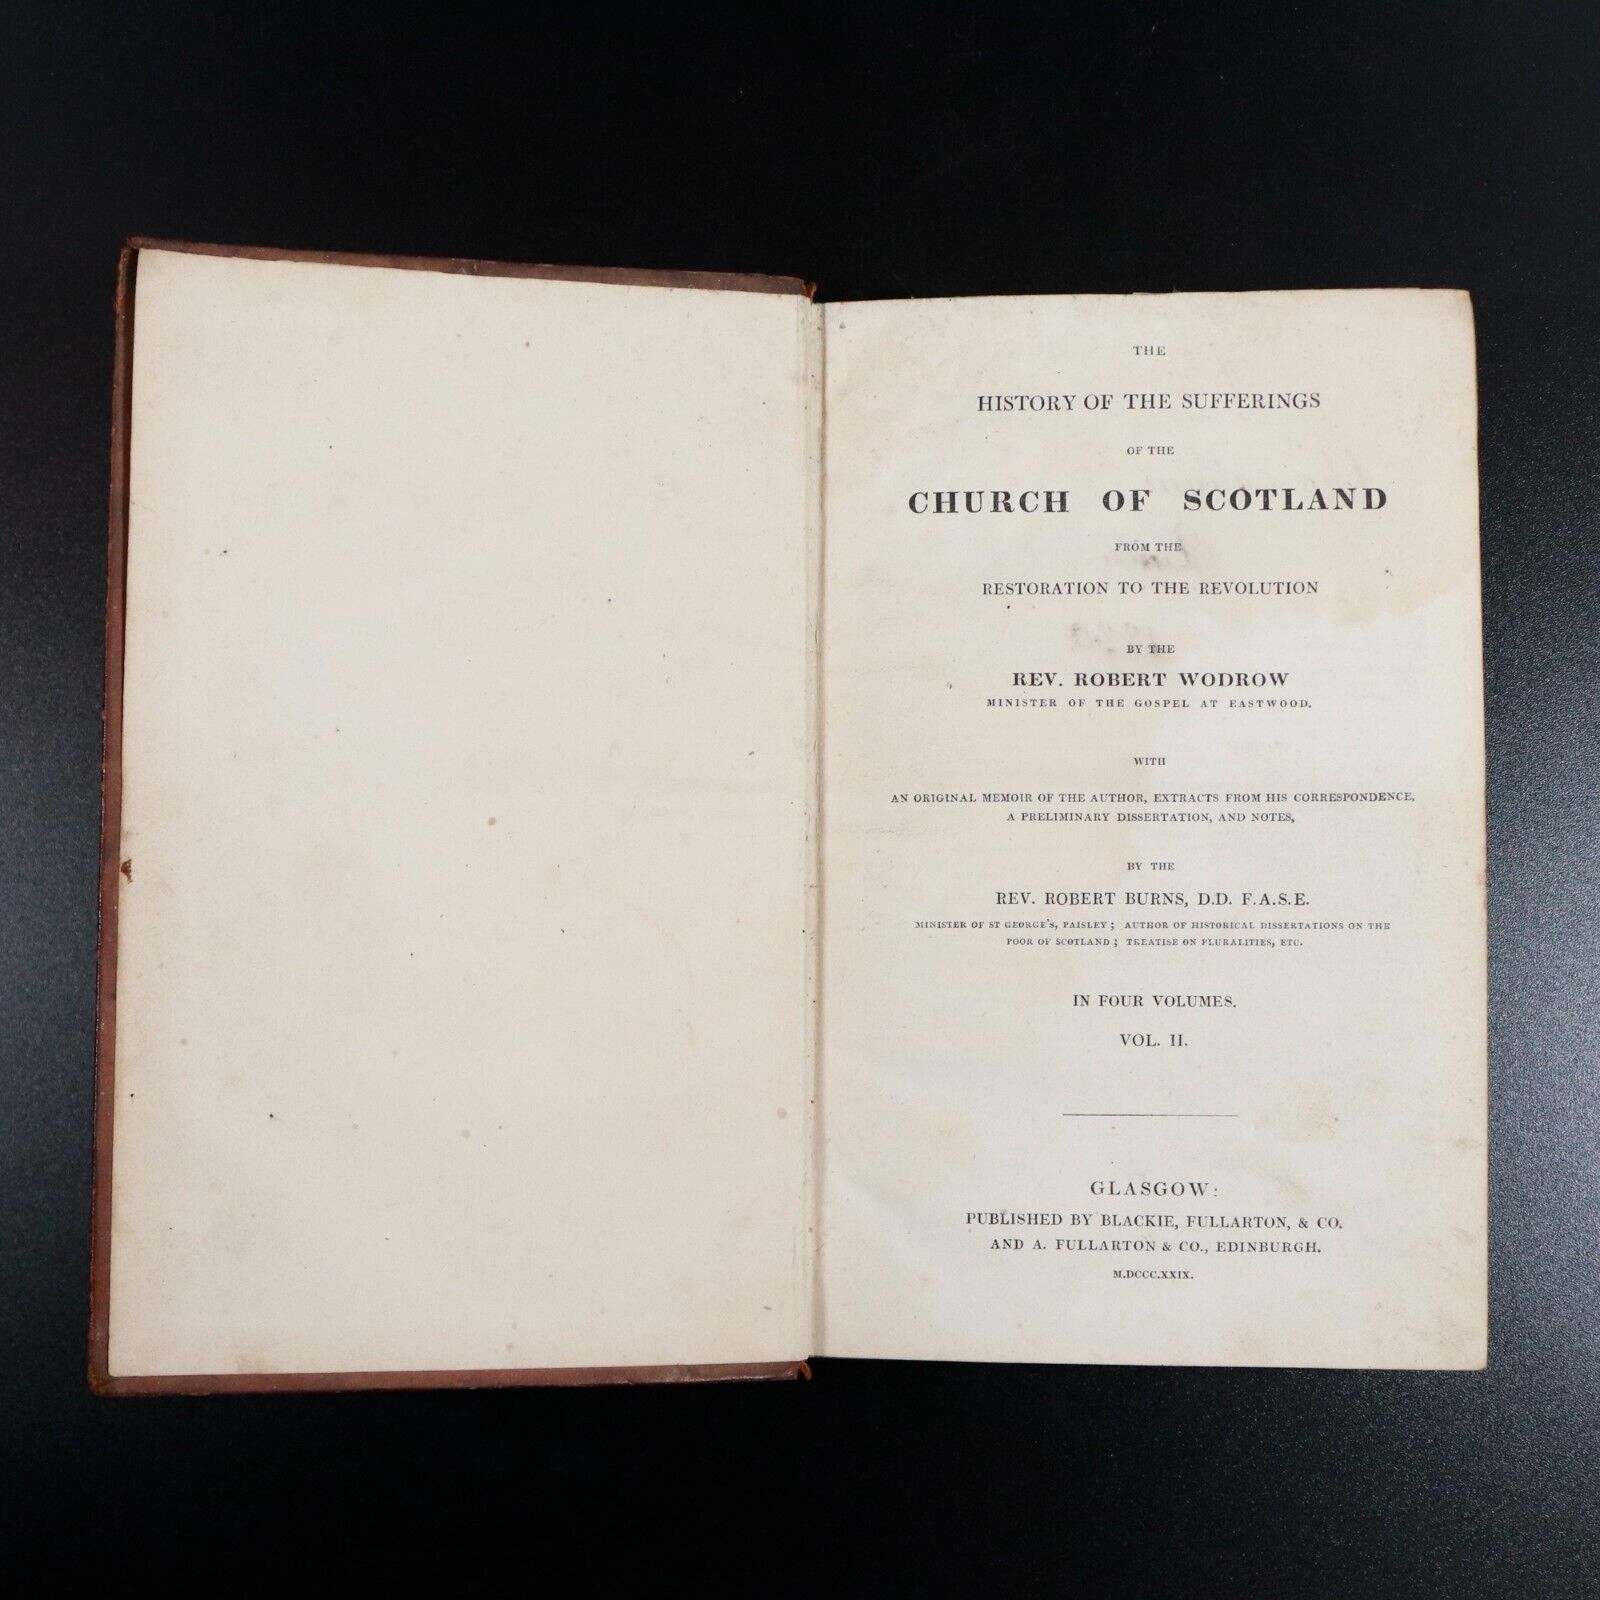 THE
HISTORY OF THE SUFFERINGS
OF THE
CHURCH OF SCOTLAND
FROM THE
RESTORATION TO THE REVOLUTION
BY THE
REV. ROBERT WODROW
MINISTER OF THE GOSPEL AT EASTWOOD.
WITH
AN ORIGINAL MEMOIR OF THE AUTHOR, EXTRACTS FROM HIS CORRESPONDENCE,
A PRELIMINARY DISSERTATION, AND NOTES,
BY THE
REV. ROBERT BURNS, D.D. F.A.S.E.
MINISTER OF ST GEORGE'S, PAISLEY; AUTHOR OF HISTORICAL DISSERTATIONS ON THE
POOR OF SCOTLAND; TREATISE ON PLURALITIES, ETC.
IN FOUR VOLUMES.
VOL. II.
GLASGOW:
PUBLISHED BY BLACKIE, FULLARTON, & CO.
AND A. FULLARTON & CO., EDINBURGH.
M.DCCC.XXIX.